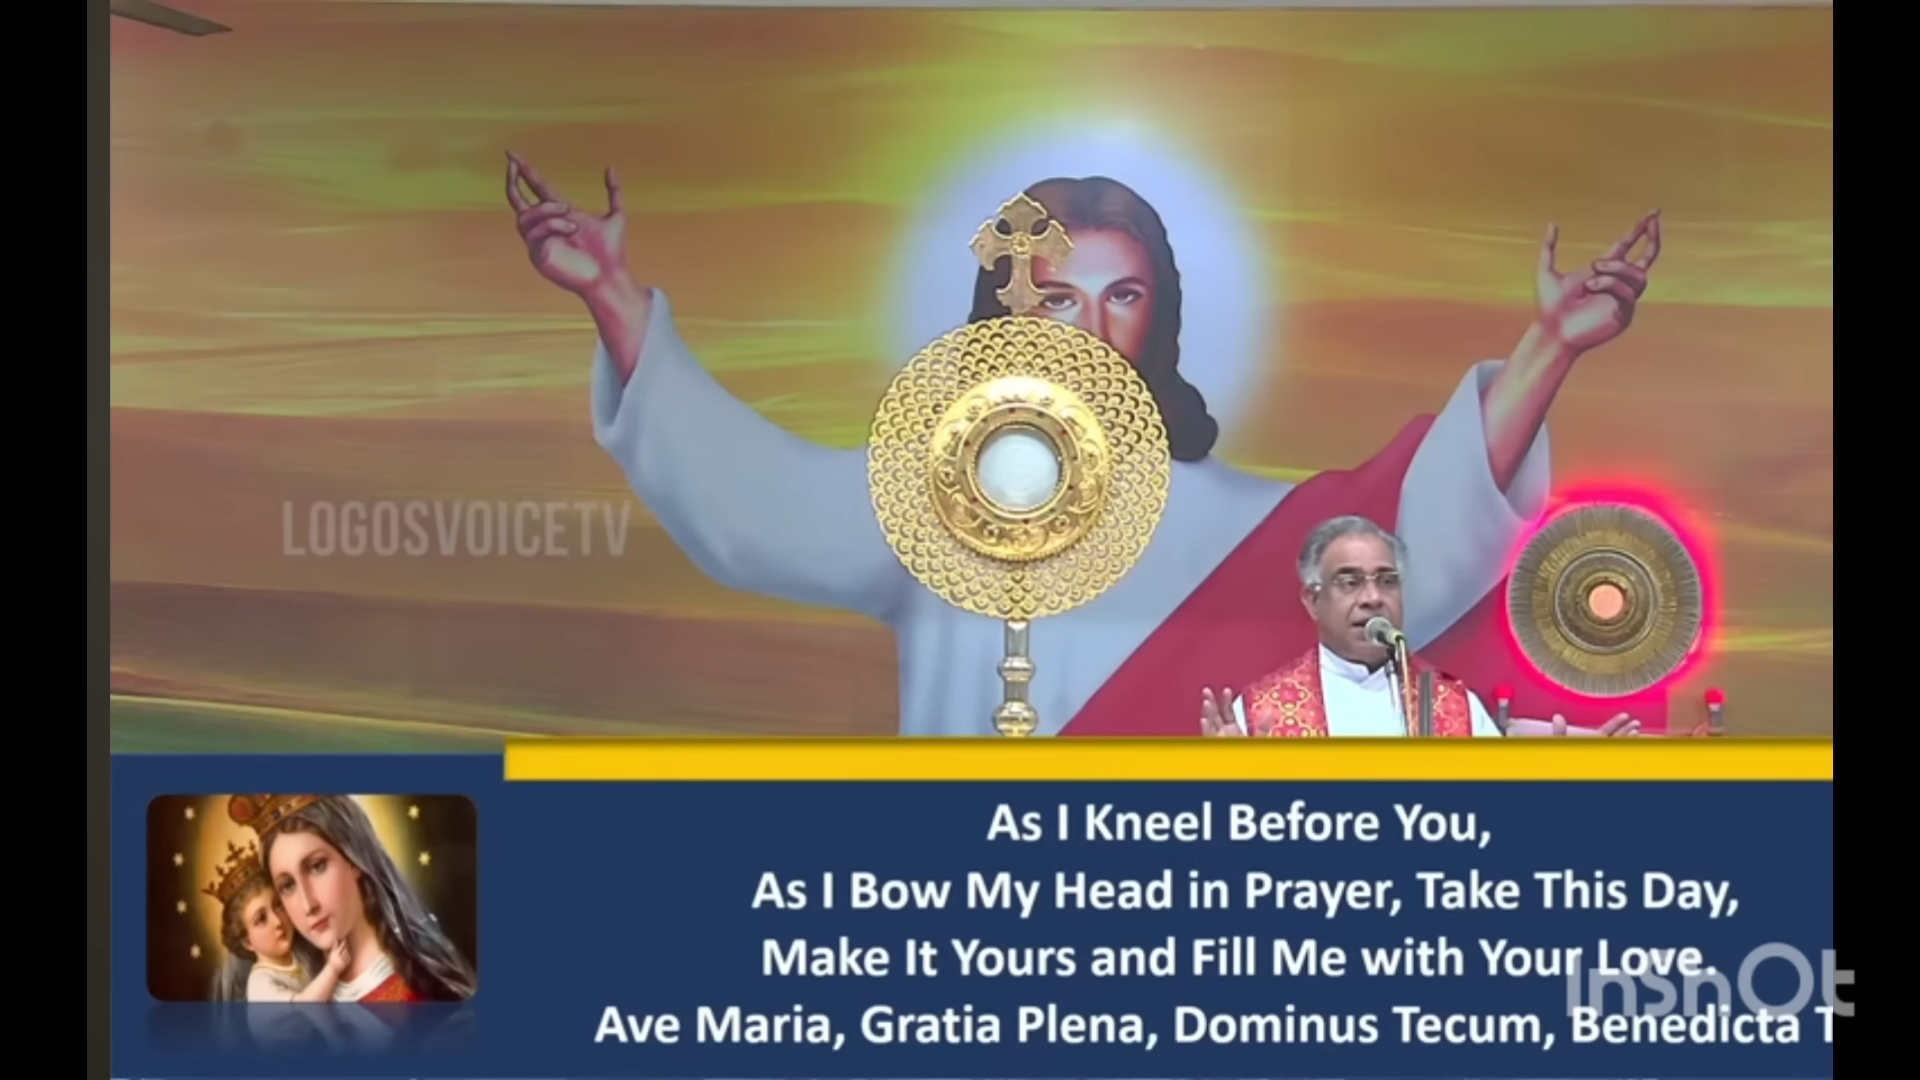 LOGOSVOICETV
As I Kneel Before You,
As I Bow My Head in Prayer, Take This Day,
Make It Yours and Fill Me with Your Love.
Ave Maria, Gratia Plena, Dominus Tecum, Benedicta T
InShOt